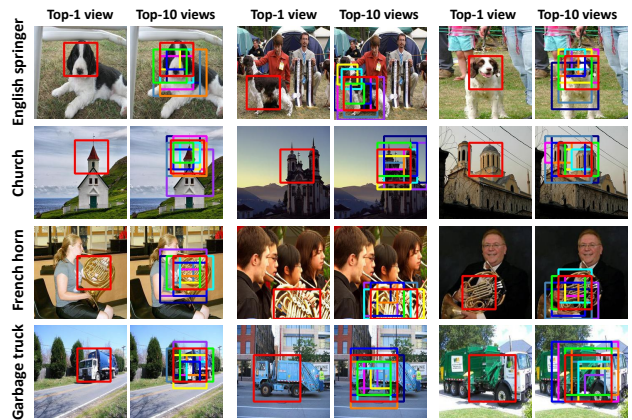 Top-1 view Top-10 views Top-1 view Top-10 views Top-1 view Top-10 views
English springer
Church
French horn
Garbage truck